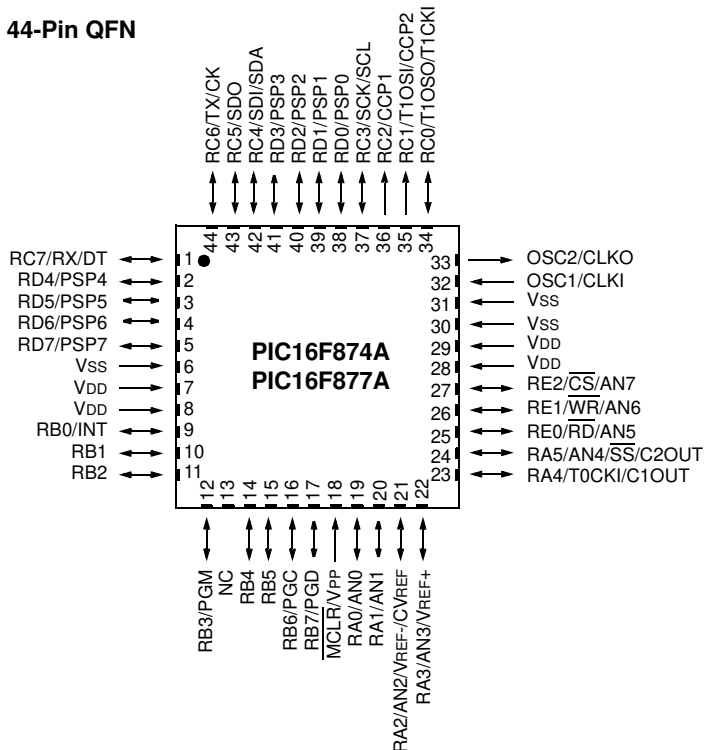 44-Pin QFN
RC6/TX/CK
RC5/SDO
RC4/SDI/SDA
RD3/PSP3
RD2/PSP2
RD1/PSP1
RD0/PSP0
RC3/SCK/SCL
RC2/CCP1
RC1/T1OSI/CCP2
RC0/T1OSO/T1CKI
44
43
42
41
40
39
38
37
36
35
34
RC7/RX/DT 1
RD4/PSP4 2
RD5/PSP5 3
RD6/PSP6 4
RD7/PSP7 5
VSS 6
VDD 7
VDD 8
RB0/INT 9
RB1 10
RB2 11
PIC16F874A
PIC16F877A
33 OSC2/CLKO
32 OSC1/CLKI
31 VSS
30 VSS
29 VDD
28 VDD
27 RE2/CS/AN7
26 RE1/WR/AN6
25 RE0/RD/AN5
24 RA5/AN4/SS/C2OUT
23 RA4/T0CKI/C1OUT
12
13
14
15
16
17
18
19
20
21
22
RB3/PGM
NC
RB4
RB5
RB6/PGC
RB7/PGD
MCLR/VPP
RA0/AN0
RA1/AN1
RA2/AN2/VREF-/CVREF
RA3/AN3/VREF+